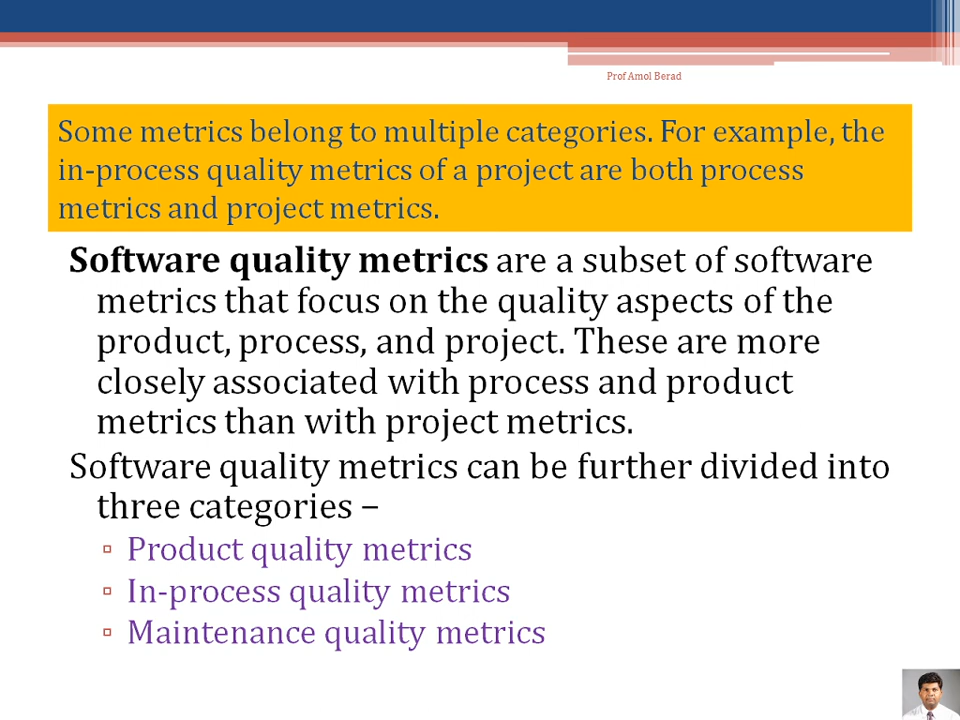 Prof Amol Berad
Some metrics belong to multiple categories. For example, the
in-process quality metrics of a project are both process
metrics and project metrics.
Software quality metrics are a subset of software
metrics that focus on the quality aspects of the
product, process, and project. These are more
closely associated with process and product
metrics than with project metrics.
Software quality metrics can be further divided into
three categories −
▫ Product quality metrics
▫ In-process quality metrics
▫ Maintenance quality metrics